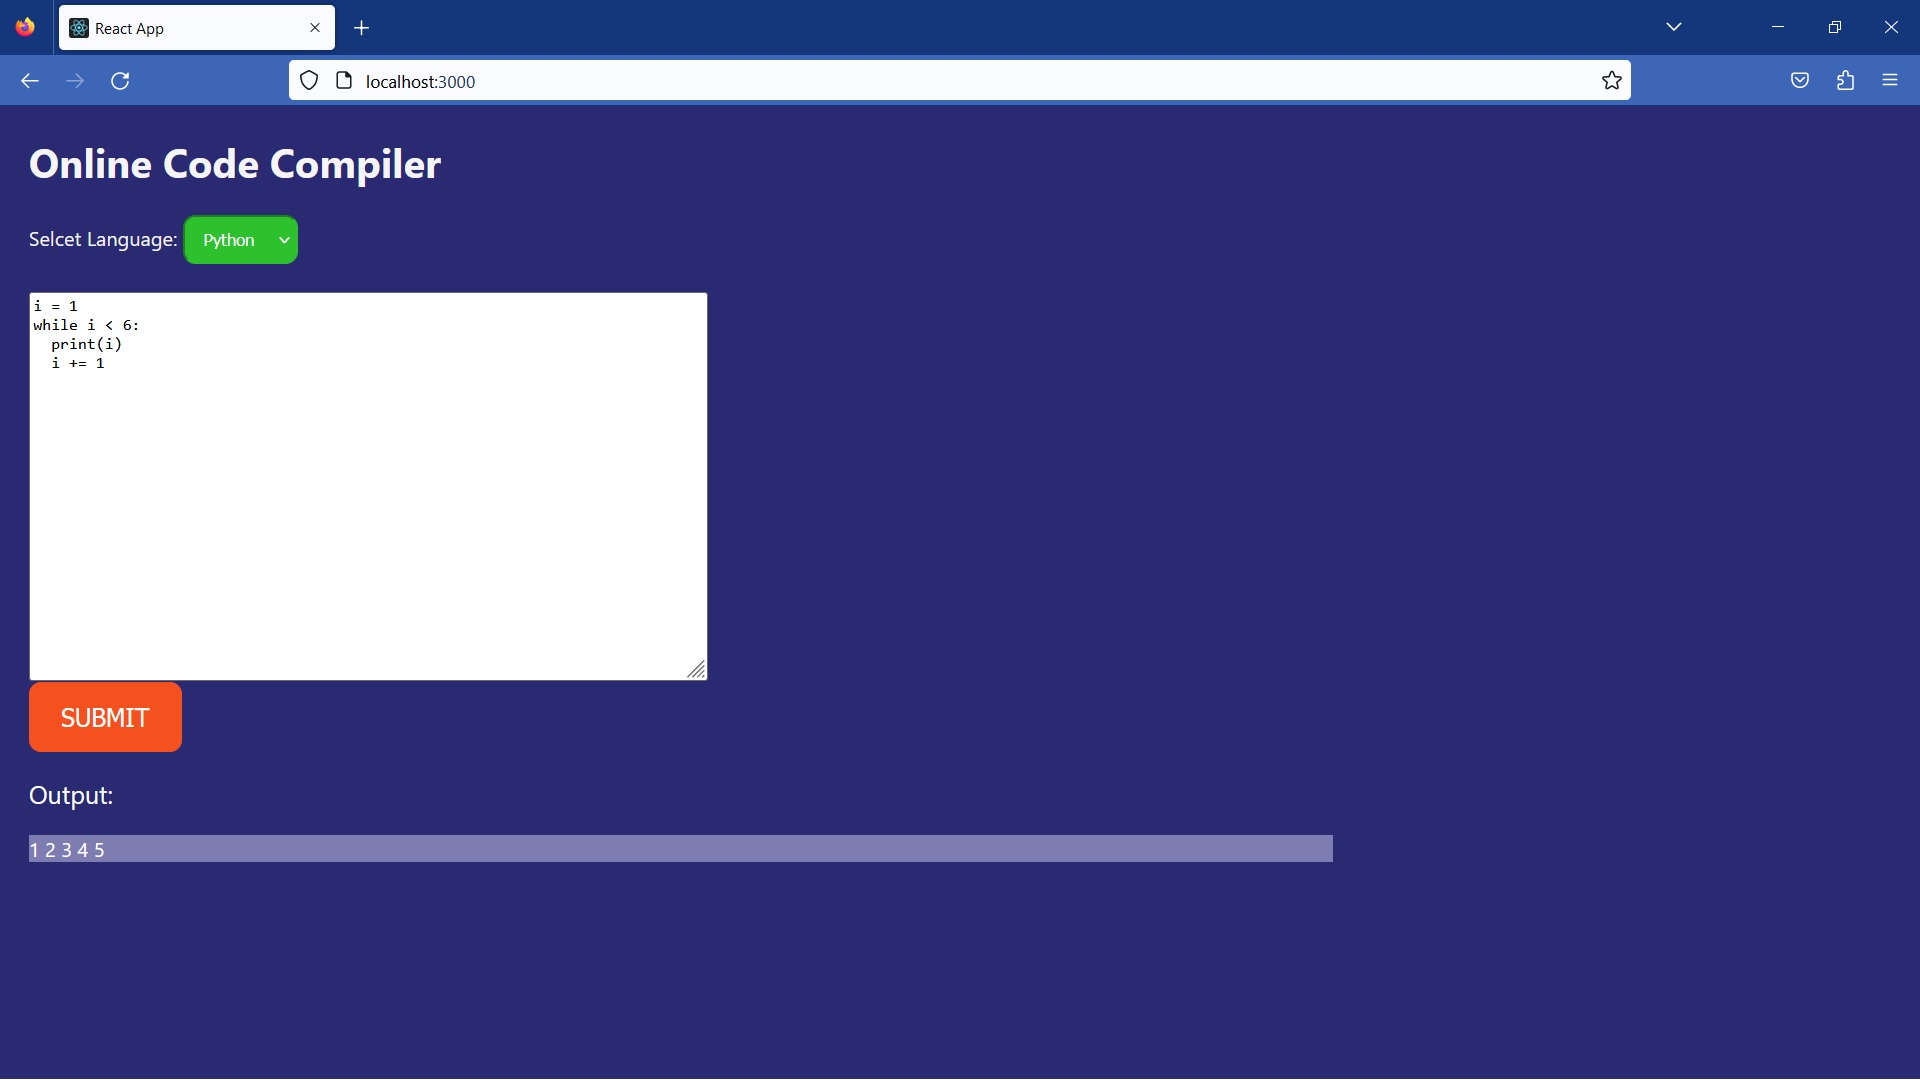 React App
localhost:3000
Online Code Compiler
Selcet Language: Python
i = 1
while i < 6:
  print(i)
  i += 1
SUBMIT
Output:
1 2 3 4 5